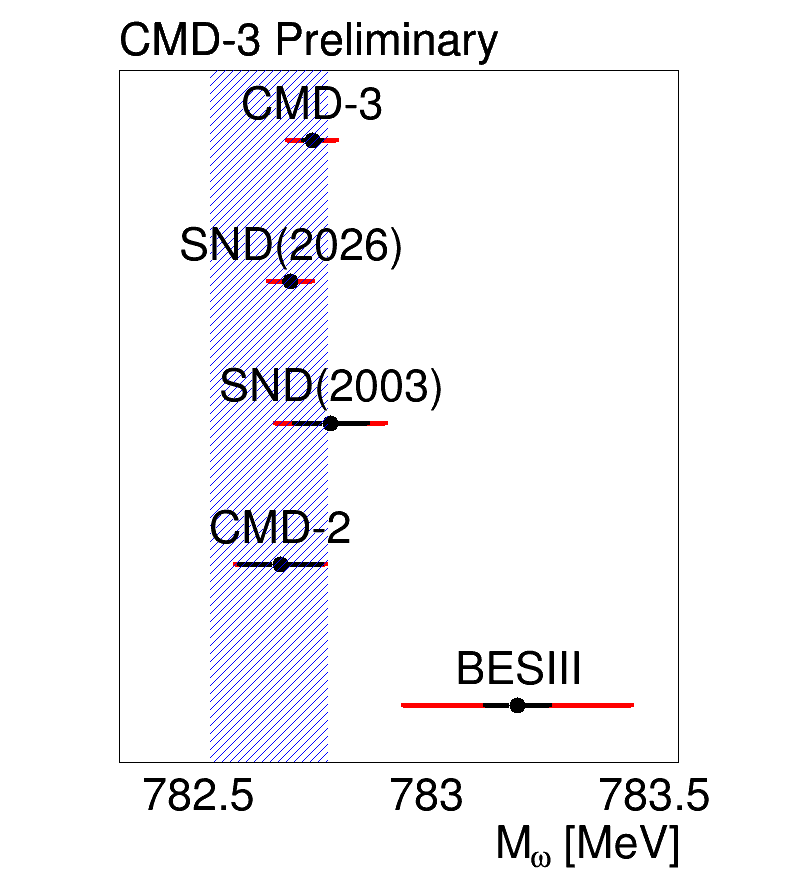 CMD-3 Preliminary
CMD-3
SND(2026)
SND(2003)
CMD-2
BESIII
782.5 783 783.5
Mω [MeV]